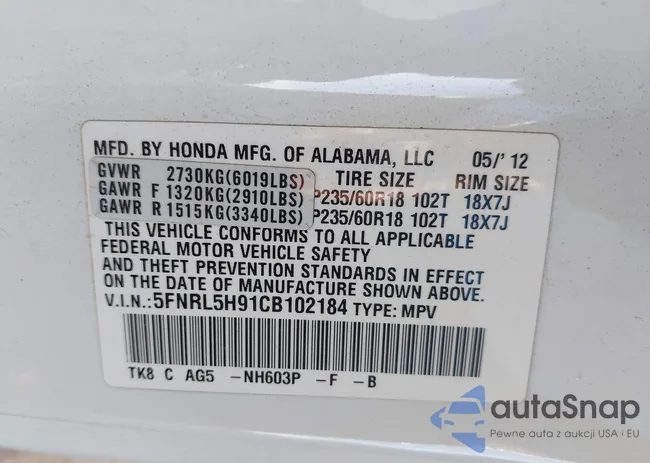 MFD. BY HONDA MFG. OF ALABAMA, LLC 05/'12
GVWR 2730KG(6019LBS) TIRE SIZE RIM SIZE
GAWR F 1320KG(2910LBS) P235/60R18 102T 18X7J
GAWR R 1515KG(3340LBS) P235/60R18 102T 18X7J
THIS VEHICLE CONFORMS TO ALL APPLICABLE
FEDERAL MOTOR VEHICLE SAFETY
AND THEFT PREVENTION STANDARDS IN EFFECT
ON THE DATE OF MANUFACTURE SHOWN ABOVE.
V.I.N.:5FNRL5H91CB102184 TYPE: MPV
TK8 C AG5 -NH603P -F -B
autaSnap
Pewne auta z aukcji USA i EU